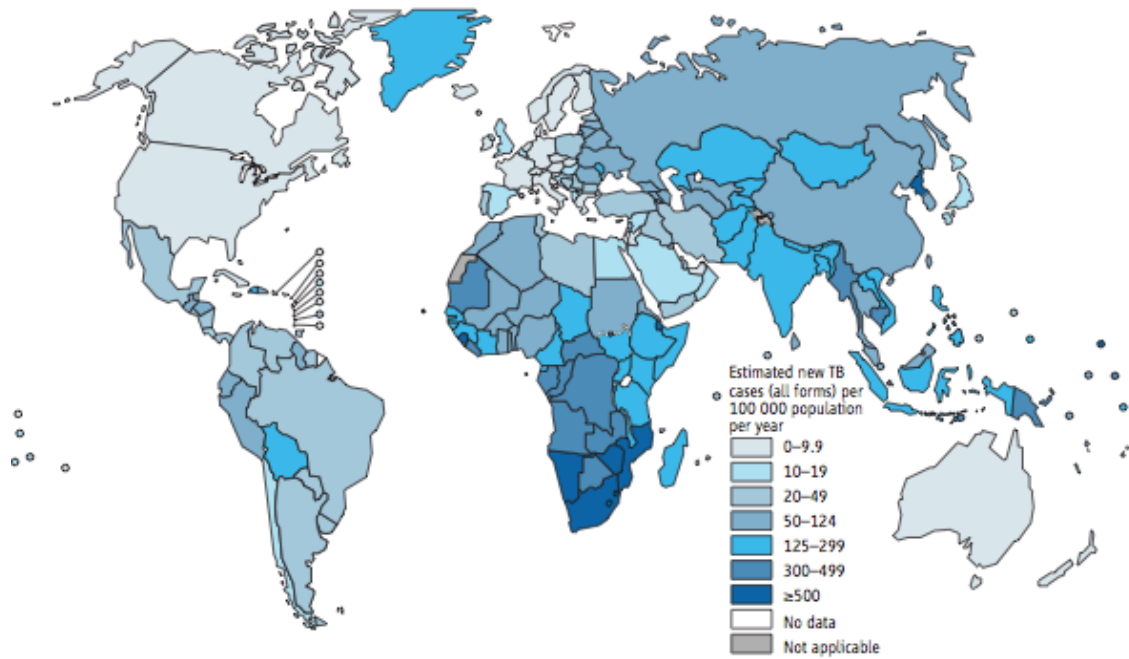 Estimated new TB
cases (all forms) per
100 000 population
per year
0–9.9
10–19
20–49
50–124
125–299
300–499
≥500
No data
Not applicable